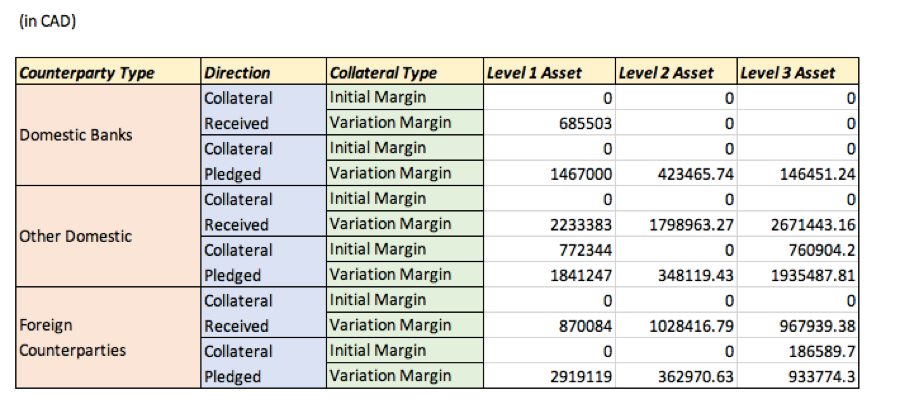 (in CAD)
Counterparty Type Direction Collateral Type Level 1 Asset Level 2 Asset Level 3 Asset
Domestic Banks
Collateral Received
Initial Margin 0 0 0
Variation Margin 685503 0 0
Collateral Pledged
Initial Margin 0 0 0
Variation Margin 1467000 423465.74 146451.24
Other Domestic
Collateral Received
Initial Margin 0 0 0
Variation Margin 2233383 1798963.27 2671443.16
Collateral Pledged
Initial Margin 772344 0 760904.2
Variation Margin 1841247 348119.43 1935487.81
Foreign Counterparties
Collateral Received
Initial Margin 0 0 0
Variation Margin 870084 1028416.79 967939.38
Collateral Pledged
Initial Margin 0 0 186589.7
Variation Margin 2919119 362970.63 933774.3